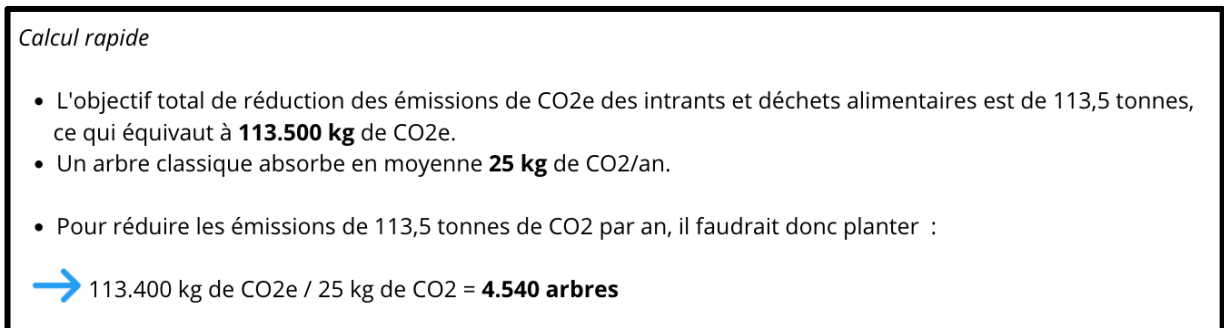 Calcul rapide
• L'objectif total de réduction des émissions de CO2e des intrants et déchets alimentaires est de 113,5 tonnes,
ce qui équivaut à 113.500 kg de CO2e.
• Un arbre classique absorbe en moyenne 25 kg de CO2/an.
• Pour réduire les émissions de 113,5 tonnes de CO2 par an, il faudrait donc planter :
113.400 kg de CO2e / 25 kg de CO2 = 4.540 arbres